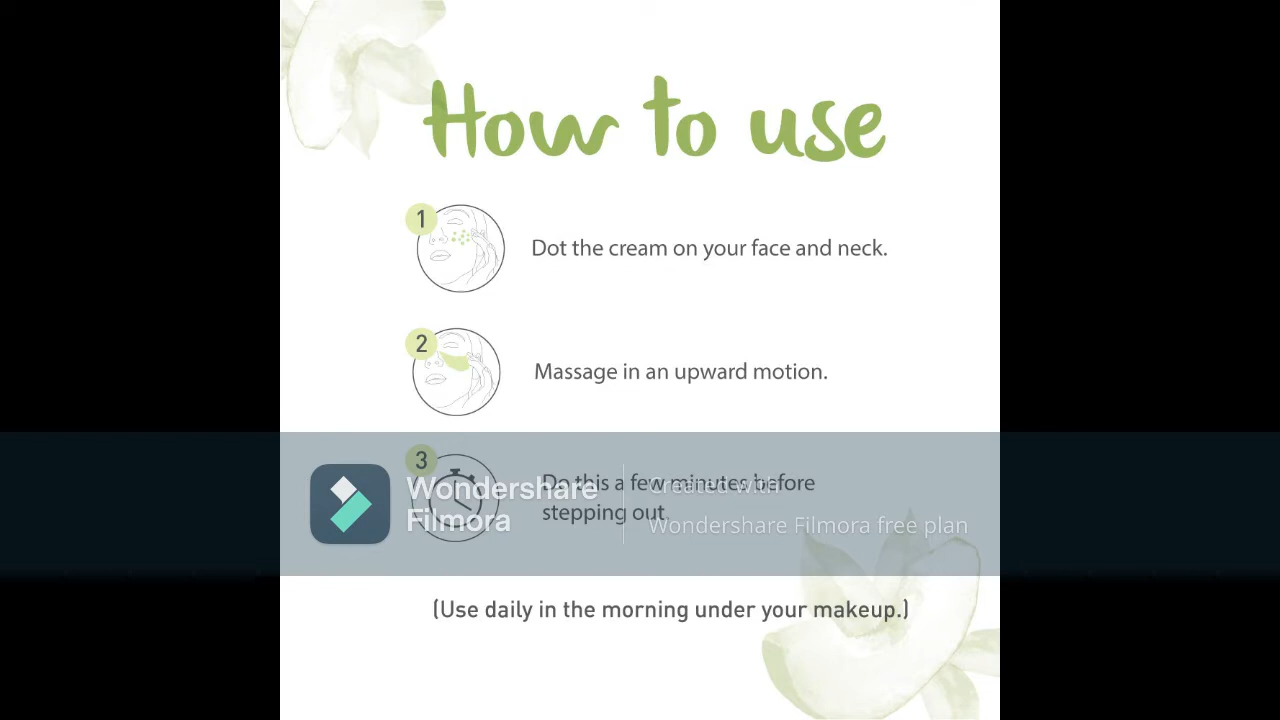 How to use
1
Dot the cream on your face and neck.
2
Massage in an upward motion.
3
Do this a few minutes before
stepping out.
Wondershare
Filmora
Created with
Wondershare Filmora free plan
(Use daily in the morning under your makeup.)